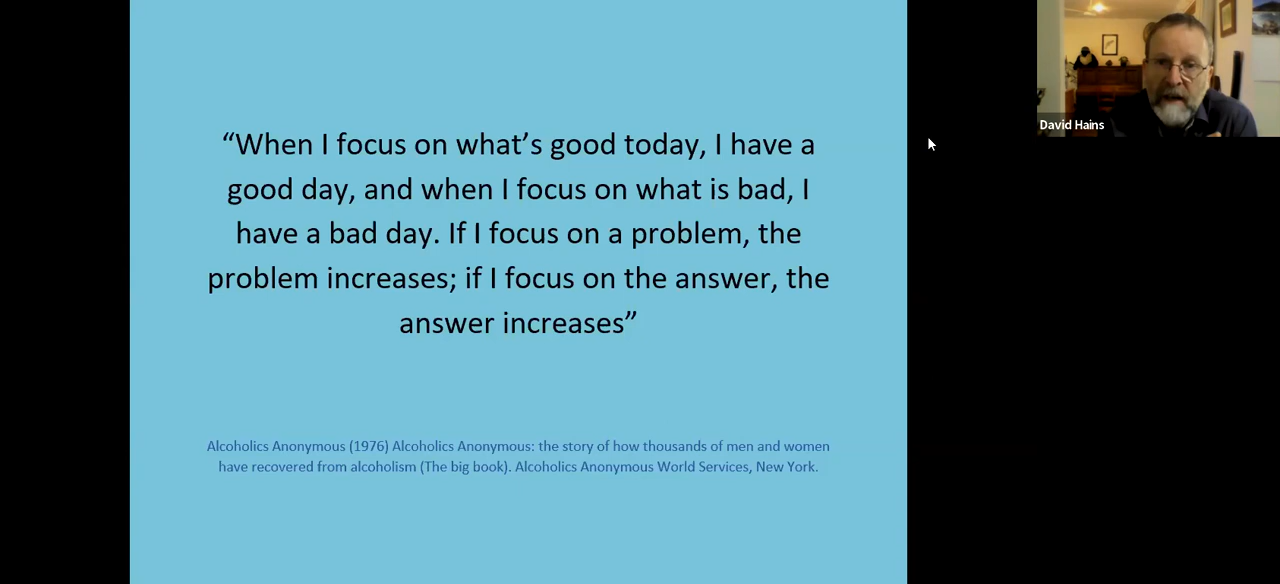 “When I focus on what’s good today, I have a
good day, and when I focus on what is bad, I
have a bad day. If I focus on a problem, the
problem increases; if I focus on the answer, the
answer increases”
Alcoholics Anonymous (1976) Alcoholics Anonymous: the story of how thousands of men and women
have recovered from alcoholism (The big book). Alcoholics Anonymous World Services, New York.
David Hains